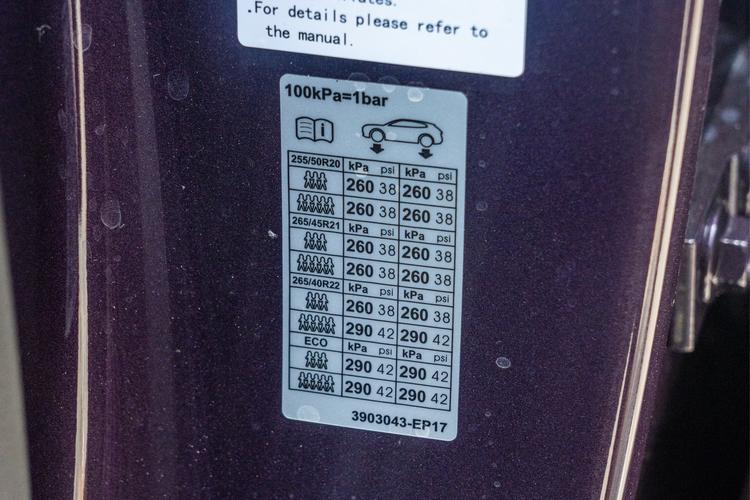 .For details please refer to
the manual.
100kPa=1bar
i
255/50R20 kPa psi kPa psi
260 38 260 38
260 38 260 38
265/45R21 kPa psi kPa psi
260 38 260 38
260 38 260 38
265/40R22 kPa psi kPa psi
260 38 260 38
290 42 290 42
ECO kPa psi kPa psi
290 42 290 42
290 42 290 42
3903043-EP17